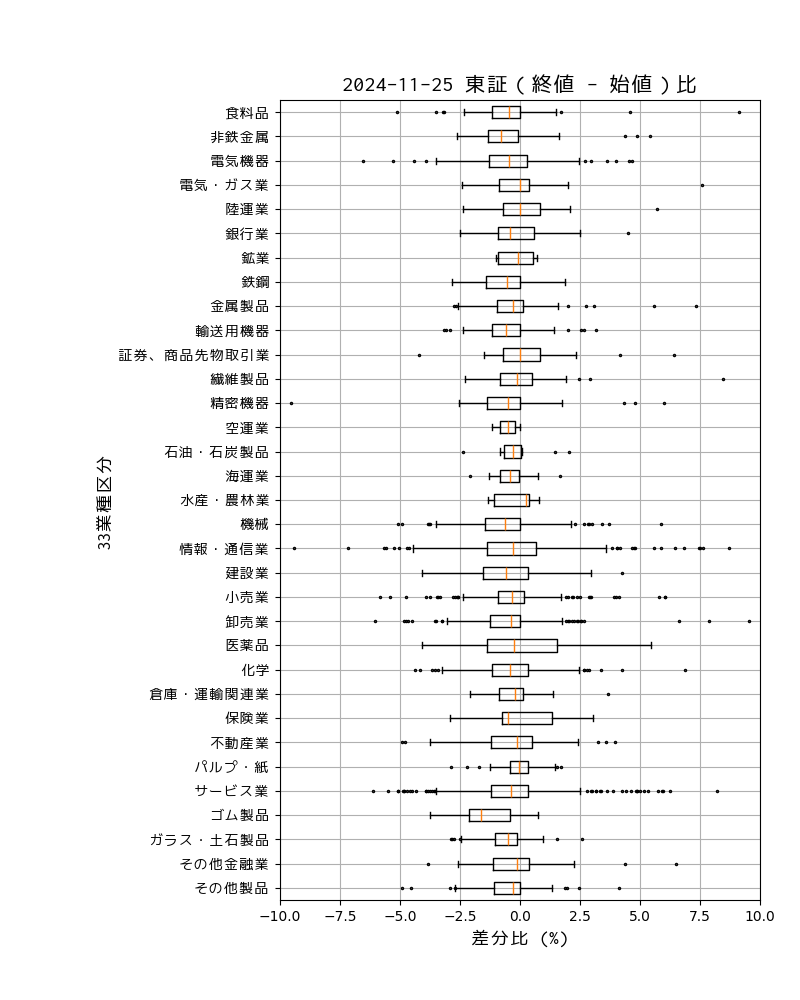 2024-11-25 東証 ( 終値 - 始値 ) 比
食料品
非鉄金属
電気機器
電気・ガス業
陸運業
銀行業
鉱業
鉄鋼
金属製品
輸送用機器
証券、商品先物取引業
繊維製品
精密機器
空運業
石油・石炭製品
海運業
水産・農林業
機械
情報・通信業
建設業
小売業
卸売業
医薬品
化学
倉庫・運輸関連業
保険業
不動産業
パルプ・紙
サービス業
ゴム製品
ガラス・土石製品
その他金融業
その他製品
33業種区分
−10.0 −7.5 −5.0 −2.5 0.0 2.5 5.0 7.5 10.0
差分比 (%)